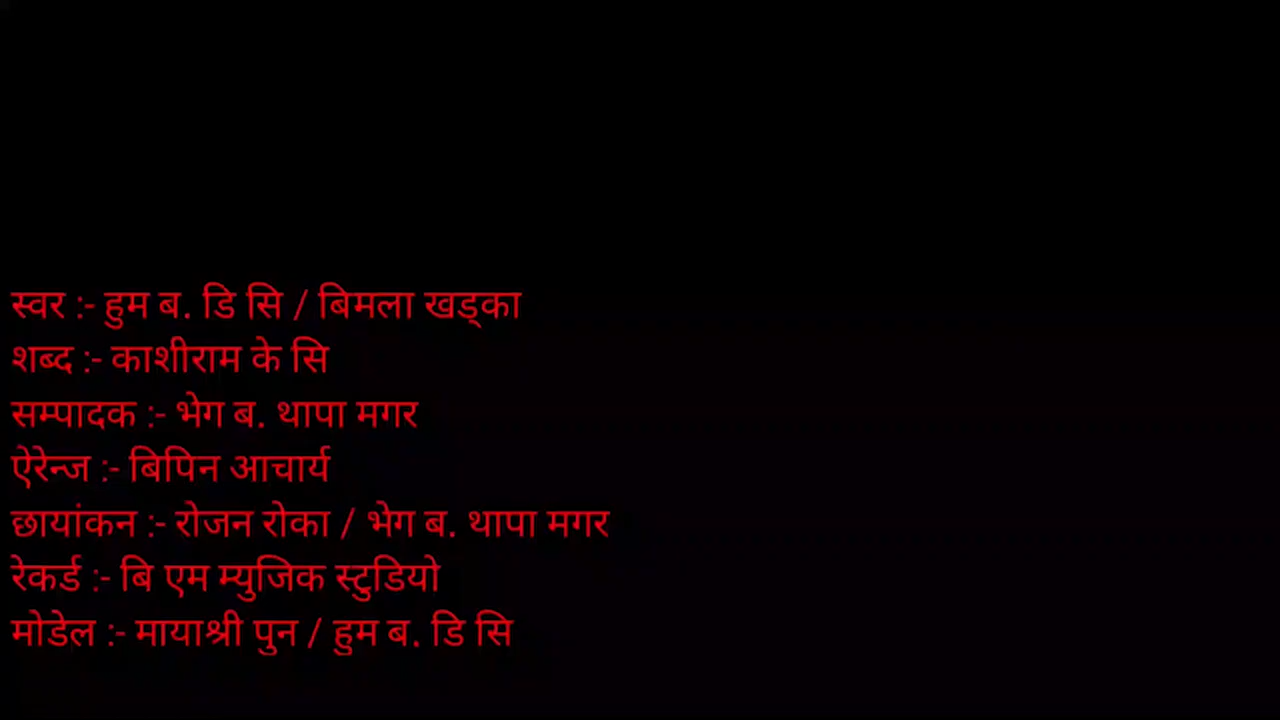 स्वर :- हुम ब. डि सि / बिमला खड्का
शब्द :- काशीराम के सि
सम्पादक :- भेग ब. थापा मगर
ऐरेन्ज :- बिपिन आचार्य
छायांकन :- रोजन रोका / भेग ब. थापा मगर
रेकर्ड :- बि एम म्युजिक स्टुडियो
मोडेल :- मायाश्री पुन / हुम ब. डि सि